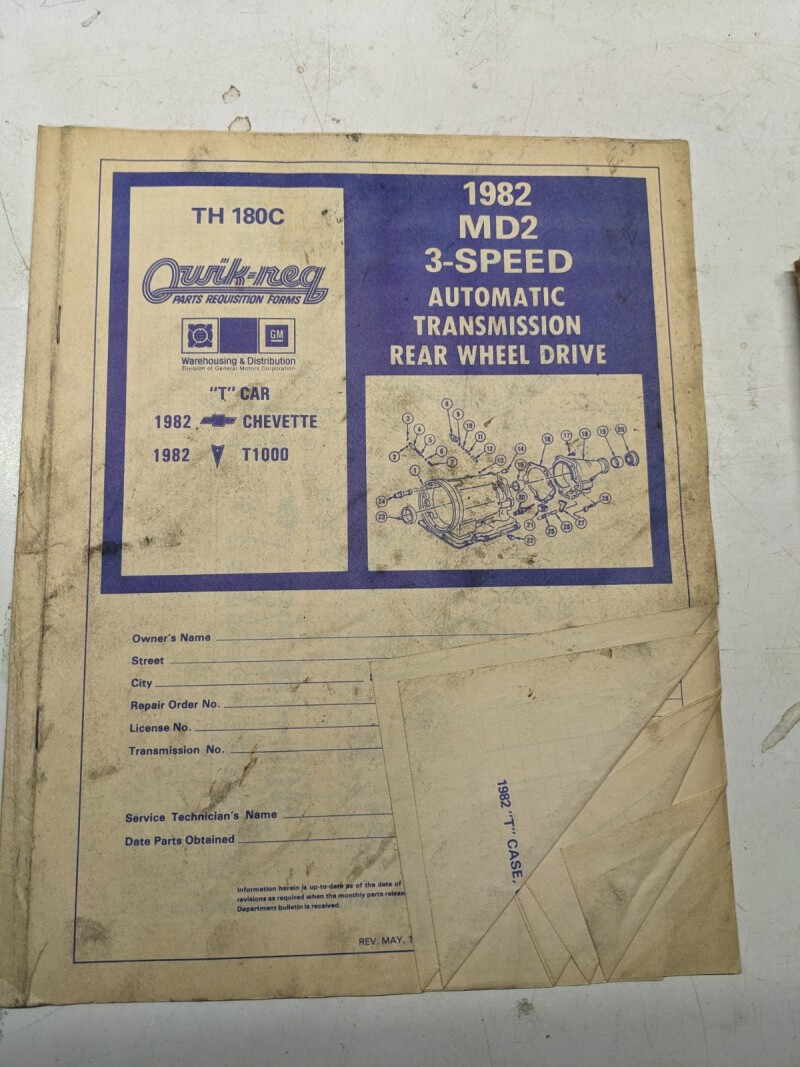 TH 180C
Qwik-req
PARTS REQUISITION FORMS
GM
Warehousing & Distribution
Division of General Motors Corporation
"T" CAR
1982 CHEVETTE
1982 T1000
1982
MD2
3-SPEED
AUTOMATIC
TRANSMISSION
REAR WHEEL DRIVE
Owner's Name
Street
City
Repair Order No.
License No.
Transmission No.
Service Technician's Name
Date Parts Obtained
Information herein is up-to-date as of the date of
revisions as required when the monthly parts release
Department bulletin is received.
REV. MAY, 1
1982 "T" CASE,